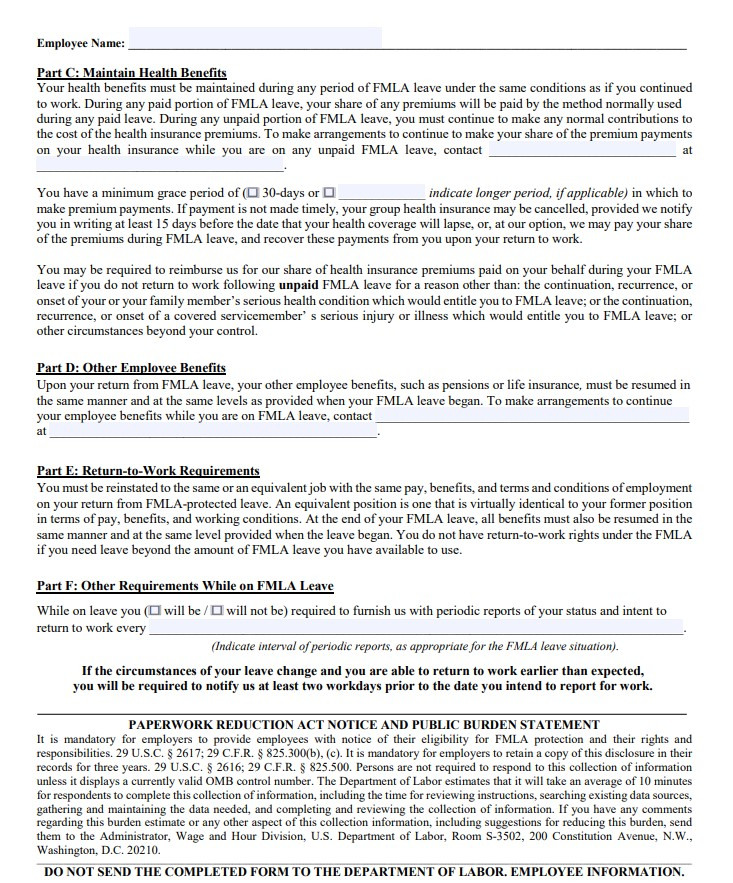 Employee Name:
Part C: Maintain Health Benefits
Your health benefits must be maintained during any period of FMLA leave under the same conditions as if you continued
to work. During any paid portion of FMLA leave, your share of any premiums will be paid by the method normally used
during any paid leave. During any unpaid portion of FMLA leave, you must continue to make any normal contributions to
the cost of the health insurance premiums. To make arrangements to continue to make your share of the premium payments
on your health insurance while you are on any unpaid FMLA leave, contact ____ at
____.
You have a minimum grace period of (☐ 30-days or ☐ ____ indicate longer period, if applicable) in which to
make premium payments. If payment is not made timely, your group health insurance may be cancelled, provided we notify
you in writing at least 15 days before the date that your health coverage will lapse, or, at our option, we may pay your share
of the premiums during FMLA leave, and recover these payments from you upon your return to work.
You may be required to reimburse us for our share of health insurance premiums paid on your behalf during your FMLA
leave if you do not return to work following unpaid FMLA leave for a reason other than: the continuation, recurrence, or
onset of your or your family member's serious health condition which would entitle you to FMLA leave; or the continuation,
recurrence, or onset of a covered servicemember' s serious injury or illness which would entitle you to FMLA leave; or
other circumstances beyond your control.
Part D: Other Employee Benefits
Upon your return from FMLA leave, your other employee benefits, such as pensions or life insurance, must be resumed in
the same manner and at the same levels as provided when your FMLA leave began. To make arrangements to continue
your employee benefits while you are on FMLA leave, contact ____
at ____.
Part E: Return-to-Work Requirements
You must be reinstated to the same or an equivalent job with the same pay, benefits, and terms and conditions of employment
on your return from FMLA-protected leave. An equivalent position is one that is virtually identical to your former position
in terms of pay, benefits, and working conditions. At the end of your FMLA leave, all benefits must also be resumed in the
same manner and at the same level provided when the leave began. You do not have return-to-work rights under the FMLA
if you need leave beyond the amount of FMLA leave you have available to use.
Part F: Other Requirements While on FMLA Leave
While on leave you (☐ will be / ☐ will not be) required to furnish us with periodic reports of your status and intent to
return to work every ____.
(Indicate interval of periodic reports, as appropriate for the FMLA leave situation).
If the circumstances of your leave change and you are able to return to work earlier than expected,
you will be required to notify us at least two workdays prior to the date you intend to report for work.
PAPERWORK REDUCTION ACT NOTICE AND PUBLIC BURDEN STATEMENT
It is mandatory for employers to provide employees with notice of their eligibility for FMLA protection and their rights and
responsibilities. 29 U.S.C. § 2617; 29 C.F.R. § 825.300(b), (c). It is mandatory for employers to retain a copy of this disclosure in their
records for three years. 29 U.S.C. § 2616; 29 C.F.R. § 825.500. Persons are not required to respond to this collection of information
unless it displays a currently valid OMB control number. The Department of Labor estimates that it will take an average of 10 minutes
for respondents to complete this collection of information, including the time for reviewing instructions, searching existing data sources,
gathering and maintaining the data needed, and completing and reviewing the collection of information. If you have any comments
regarding this burden estimate or any other aspect of this collection information, including suggestions for reducing this burden, send
them to the Administrator, Wage and Hour Division, U.S. Department of Labor, Room S-3502, 200 Constitution Avenue, N.W.,
Washington, D.C. 20210.
DO NOT SEND THE COMPLETED FORM TO THE DEPARTMENT OF LABOR. EMPLOYEE INFORMATION.